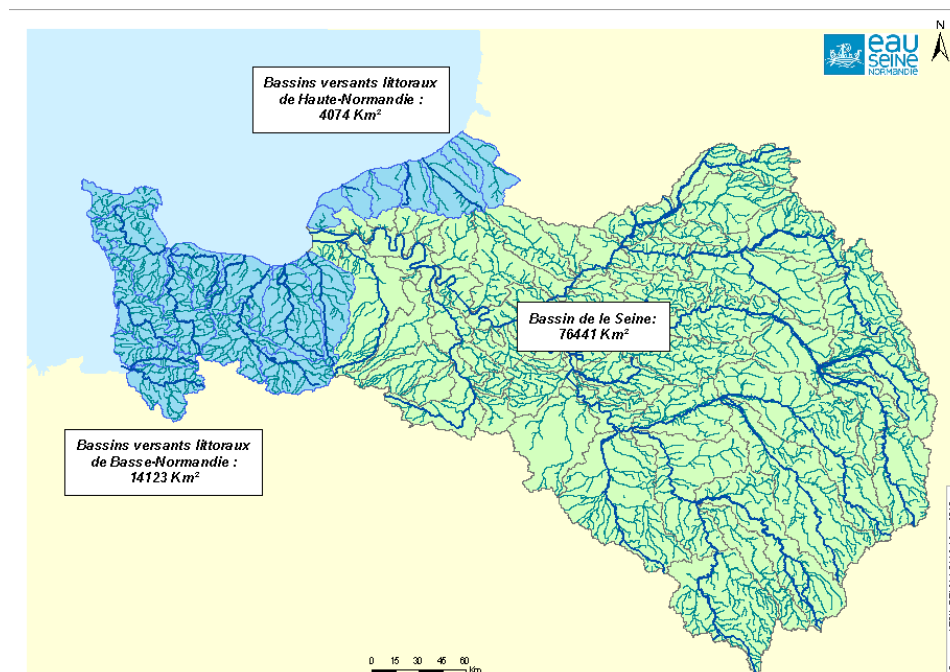 N
eau
SEINE
NORMANDIE
Bassins versants littoraux
de Haute-Normandie :
4074 Km²
Bassin de le Seine:
76441 Km²
Bassins versants littoraux
de Basse-Normandie :
14123 Km²
0 15 30 45 60
Km